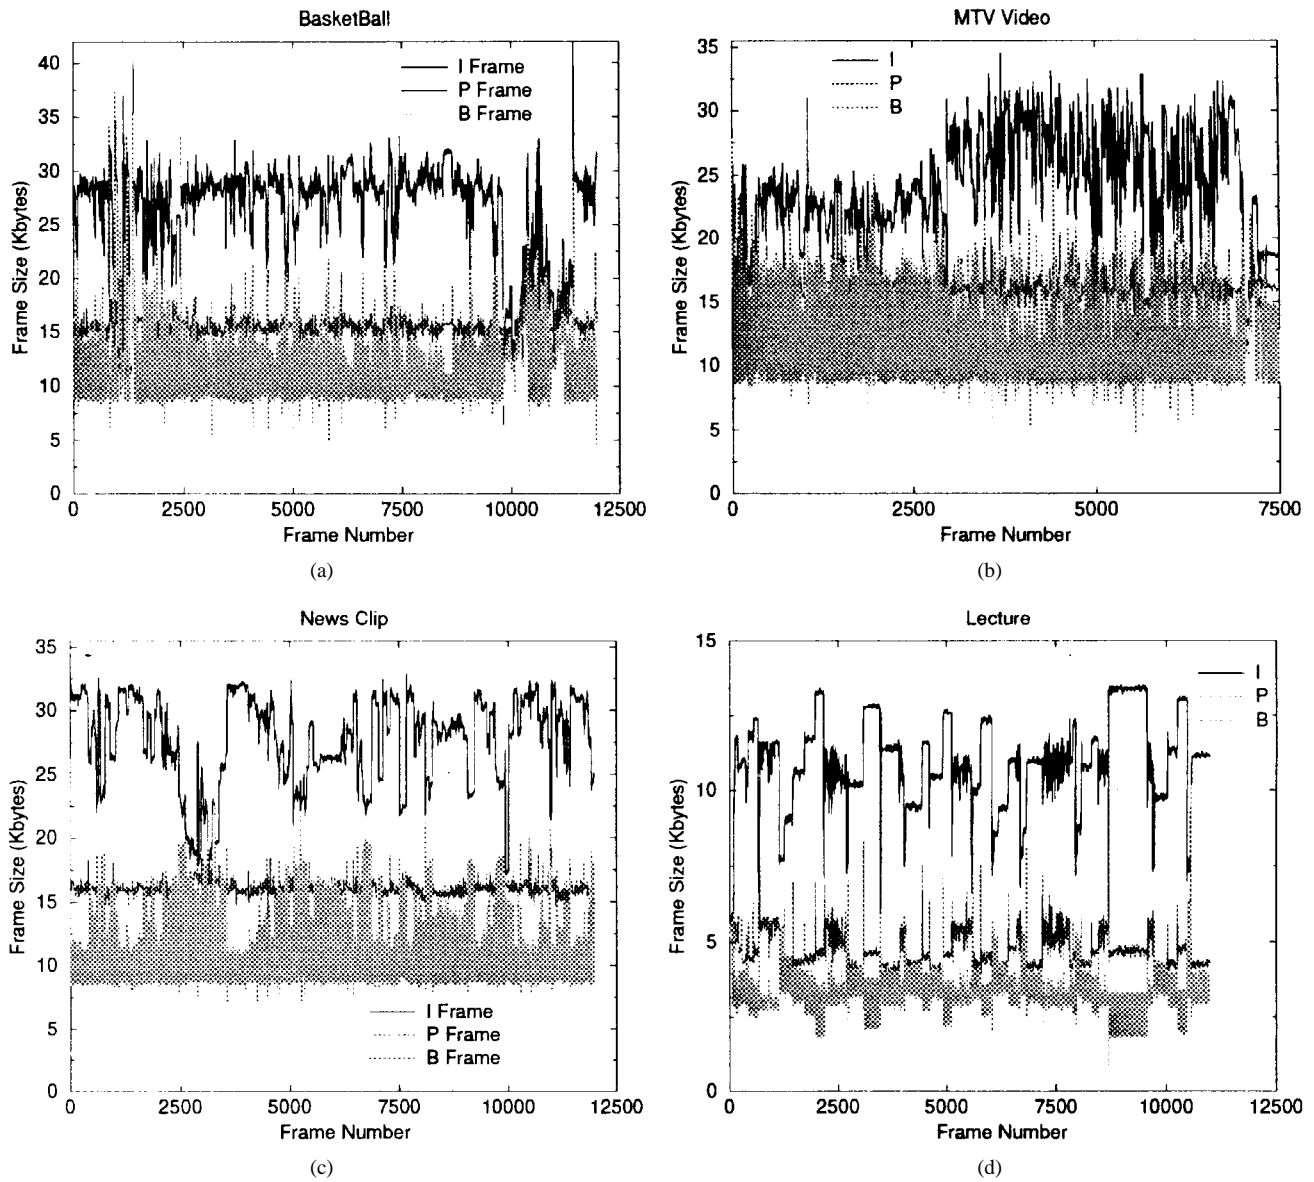 BasketBall
40
35
30
25
20
15
10
5
0
Frame Size (Kbytes)
I Frame
P Frame
B Frame
0 2500 5000 7500 10000 12500
Frame Number
(a)
MTV Video
35
30
25
20
15
10
5
0
Frame Size (Kbytes)
I
P
B
0 2500 5000 7500
Frame Number
(b)
News Clip
35
30
25
20
15
10
5
0
Frame Size (Kbytes)
I Frame
P Frame
B Frame
0 2500 5000 7500 10000 12500
Frame Number
(c)
Lecture
15
10
5
0
Frame Size (Kbytes)
I
P
B
0 2500 5000 7500 10000 12500
Frame Number
(d)